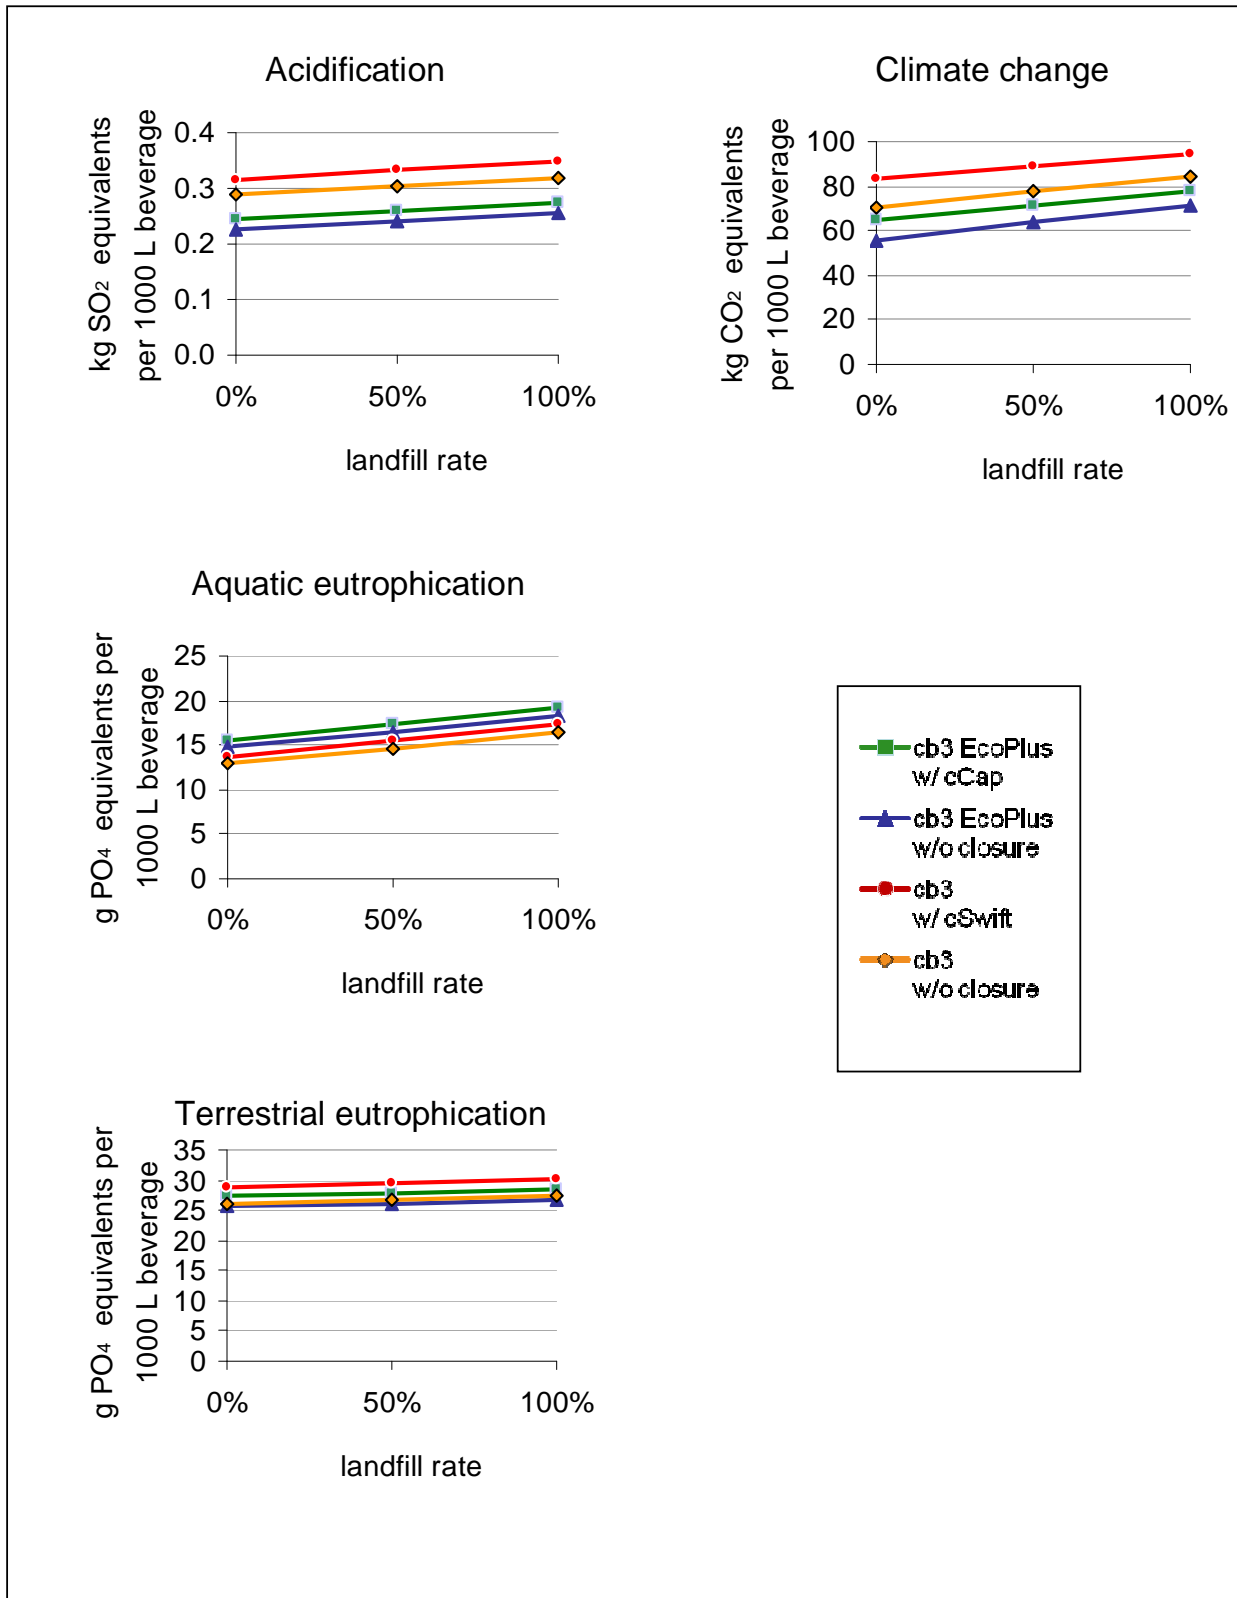 Acidification
kg SO2 equivalents
per 1000 L beverage
0.4
0.3
0.2
0.1
0.0
0% 50% 100%
landfill rate
Climate change
kg CO2 equivalents
per 1000 L beverage
100
80
60
40
20
0
0% 50% 100%
landfill rate
Aquatic eutrophication
g PO4 equivalents per
1000 L beverage
25
20
15
10
5
0
0% 50% 100%
landfill rate
cb3 EcoPlus
w/ cCap
cb3 EcoPlus
w/o closure
cb3
w/ cSwift
cb3
w/o closure
Terrestrial eutrophication
g PO4 equivalents per
1000 L beverage
35
30
25
20
15
10
5
0
0% 50% 100%
landfill rate